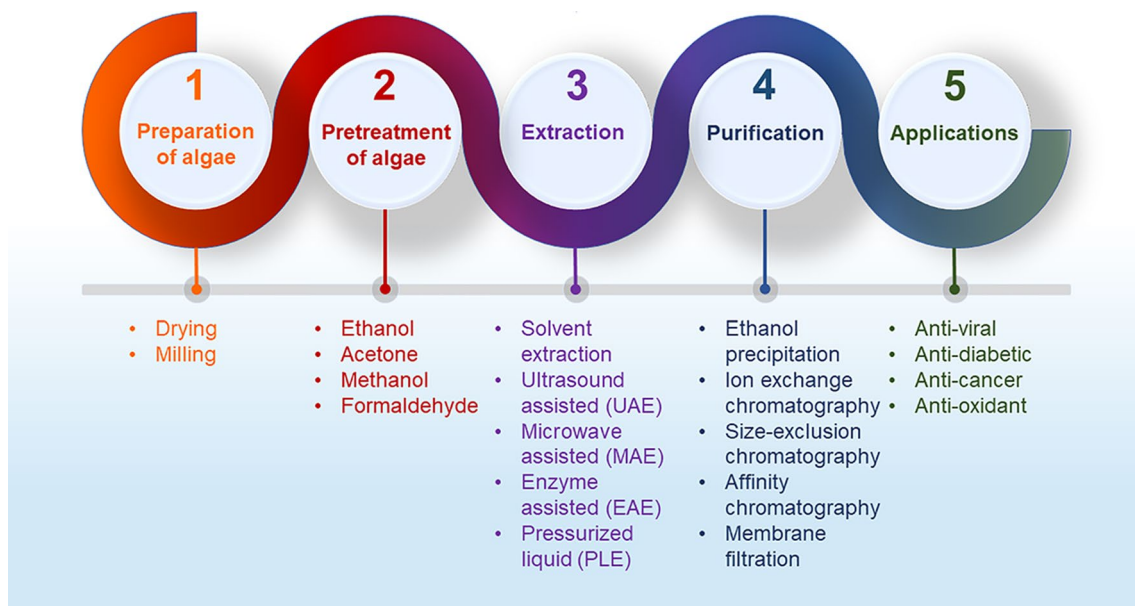 1
Preparation
of algae
2
Pretreatment
of algae
3
Extraction
4
Purification
5
Applications
• Drying
• Milling
• Ethanol
• Acetone
• Methanol
• Formaldehyde
• Solvent
extraction
• Ultrasound
assisted (UAE)
• Microwave
assisted (MAE)
• Enzyme
assisted (EAE)
• Pressurized
liquid (PLE)
• Ethanol
precipitation
• Ion exchange
chromatography
• Size-exclusion
chromatography
• Affinity
chromatography
• Membrane
filtration
• Anti-viral
• Anti-diabetic
• Anti-cancer
• Anti-oxidant